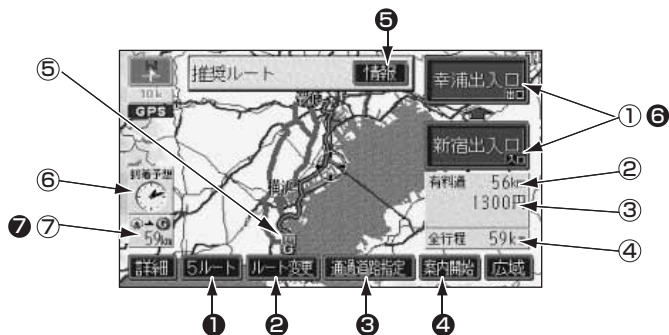 ❺
⑤
推奨ルート 情報
幸浦出入口
出口
10k
GPS
① ❻
新宿出入口
入口
到着予想
有料道 56km
②
1300円
③
⑥
横浜
❼ ⑦
59km
G
全行程 59km
④
詳細 5ルート ルート変更 通過道路指定 案内開始 広域
❶ ❷ ❸ ❹